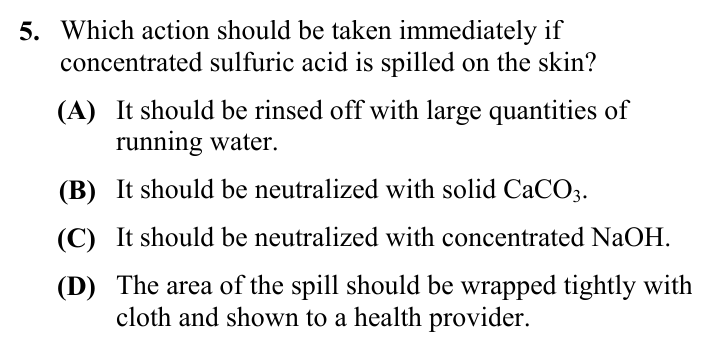 5. Which action should be taken immediately if
concentrated sulfuric acid is spilled on the skin?
(A) It should be rinsed off with large quantities of
running water.
(B) It should be neutralized with solid CaCO₃.
(C) It should be neutralized with concentrated NaOH.
(D) The area of the spill should be wrapped tightly with
cloth and shown to a health provider.